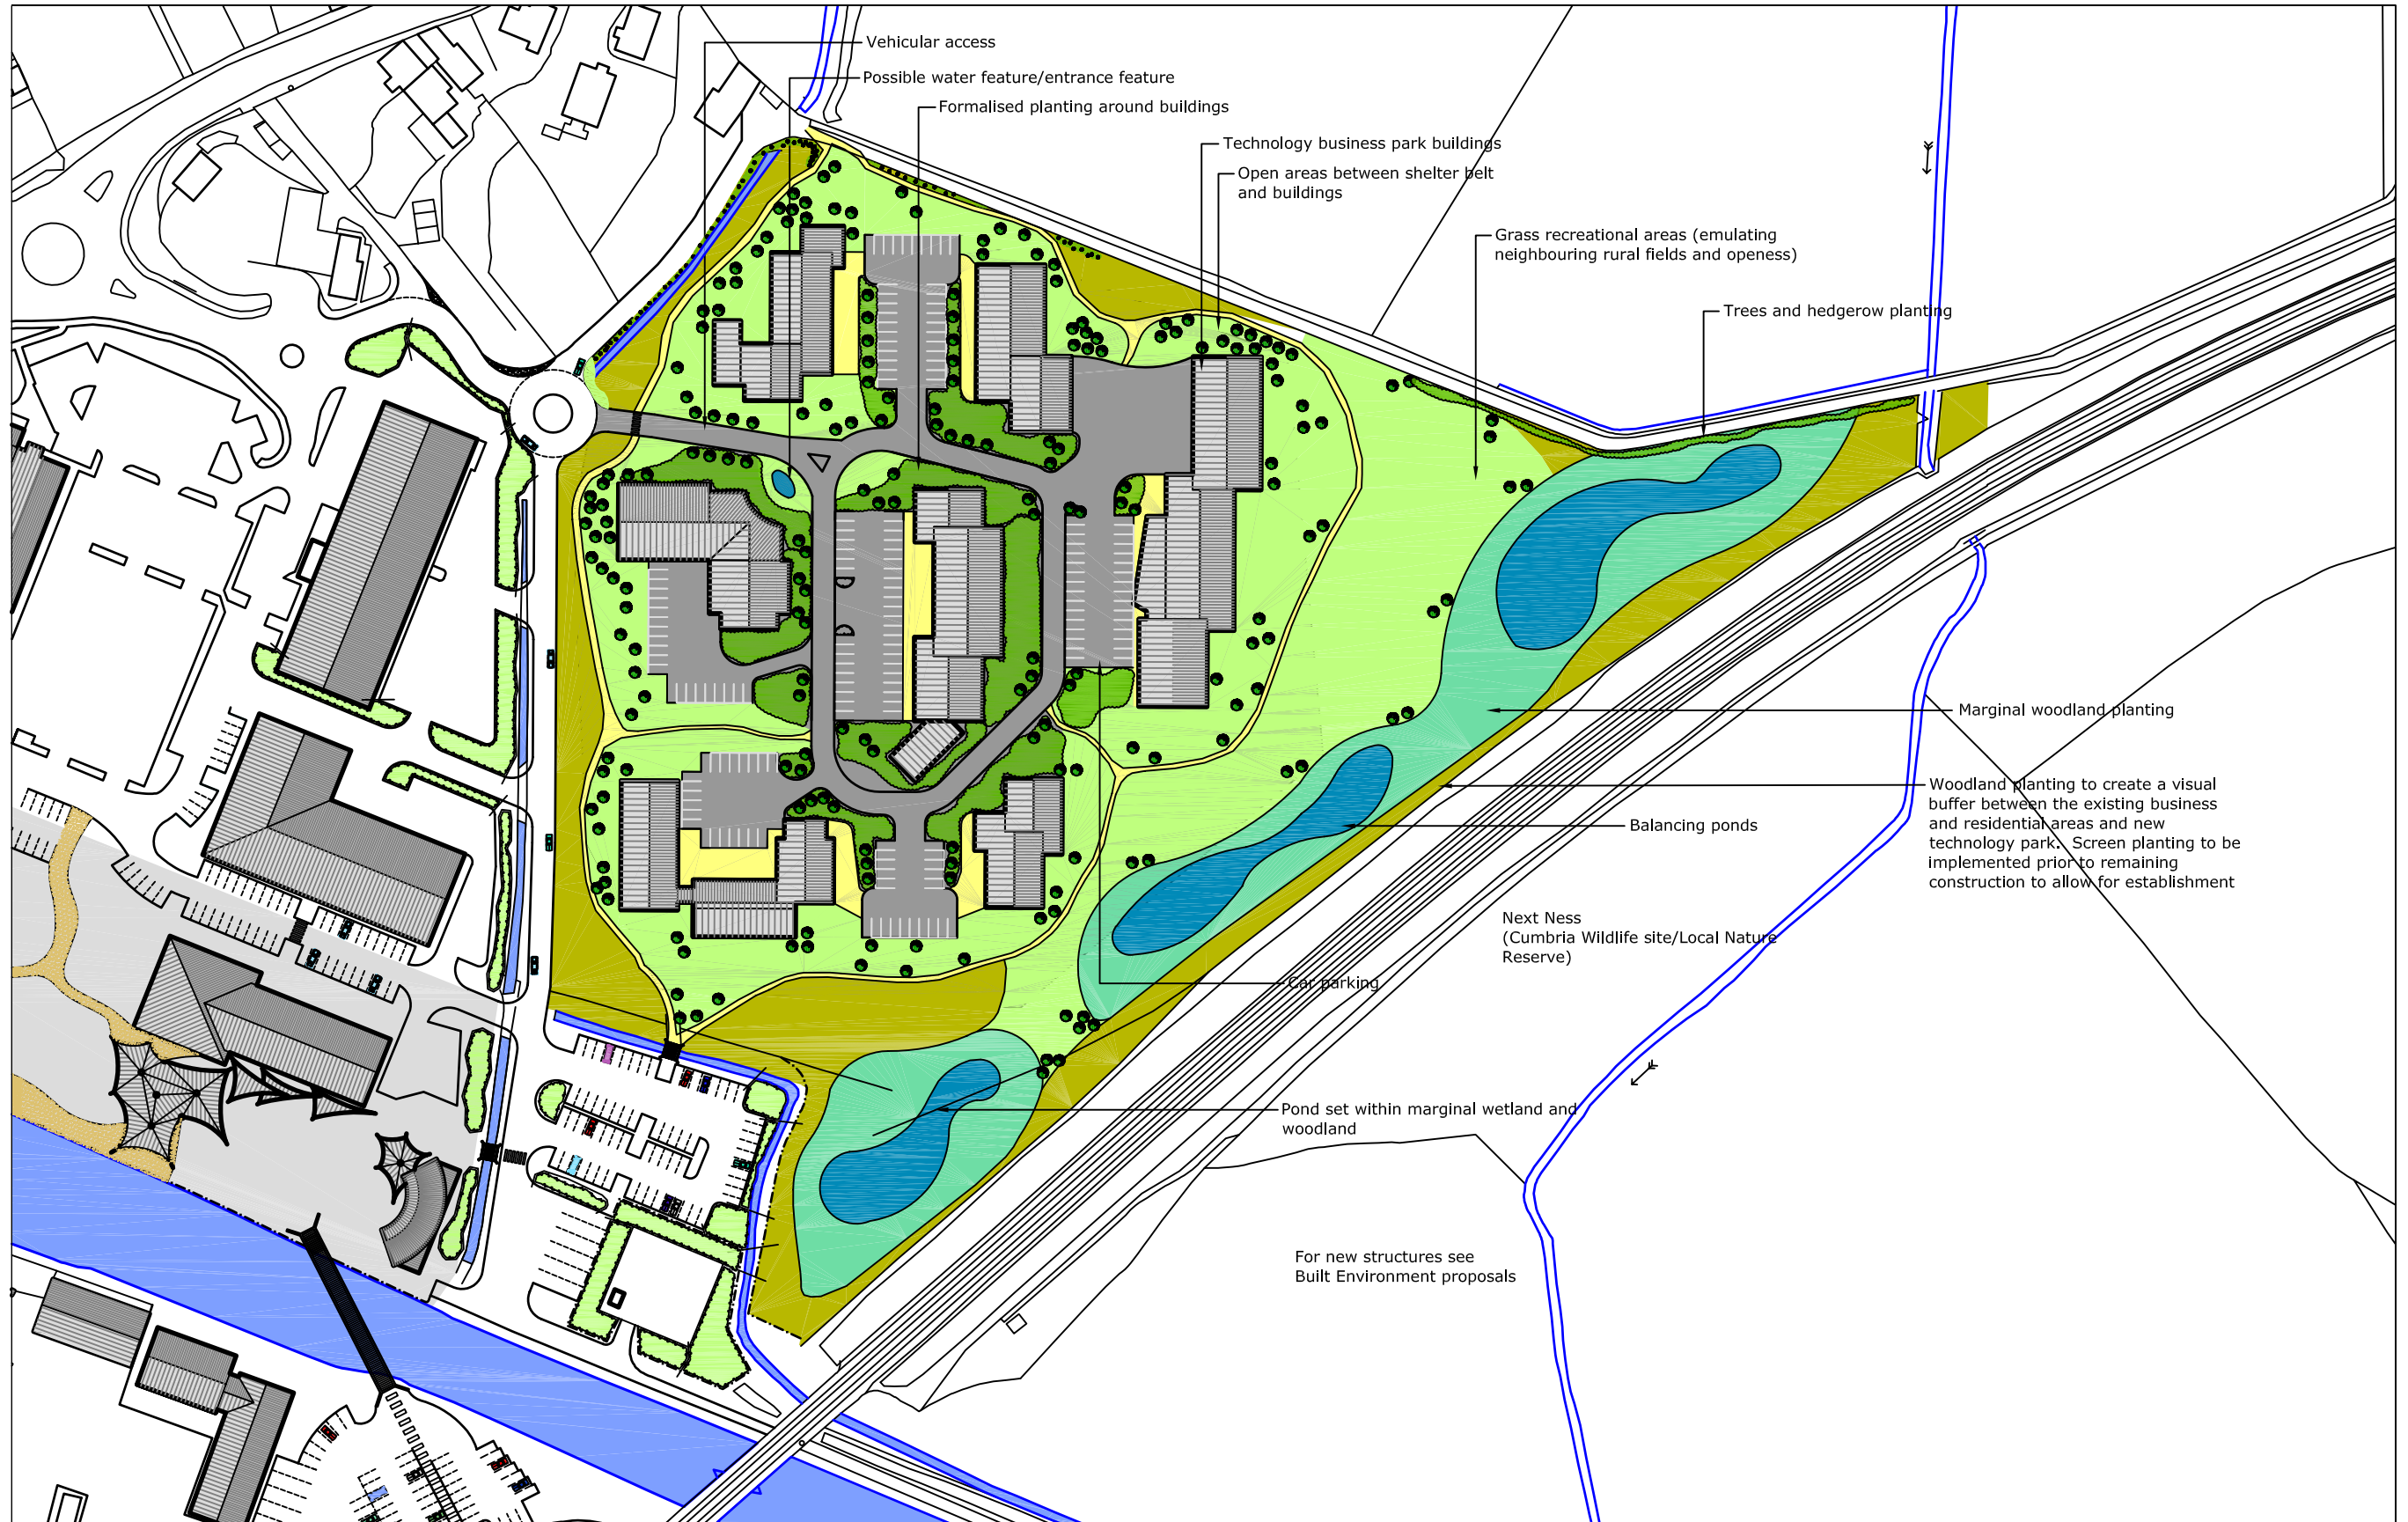 Vehicular access
Possible water feature/entrance feature
Formalised planting around buildings
Technology business park buildings
Open areas between shelter belt
and buildings
Grass recreational areas (emulating
neighbouring rural fields and openess)
Trees and hedgerow planting
Marginal woodland planting
Woodland planting to create a visual
buffer between the existing business
and residential areas and new
technology park. Screen planting to be
implemented prior to remaining
construction to allow for establishment
Balancing ponds
Next Ness
(Cumbria Wildlife site/Local Nature
Reserve)
Car parking
Pond set within marginal wetland and
woodland
For new structures see
Built Environment proposals